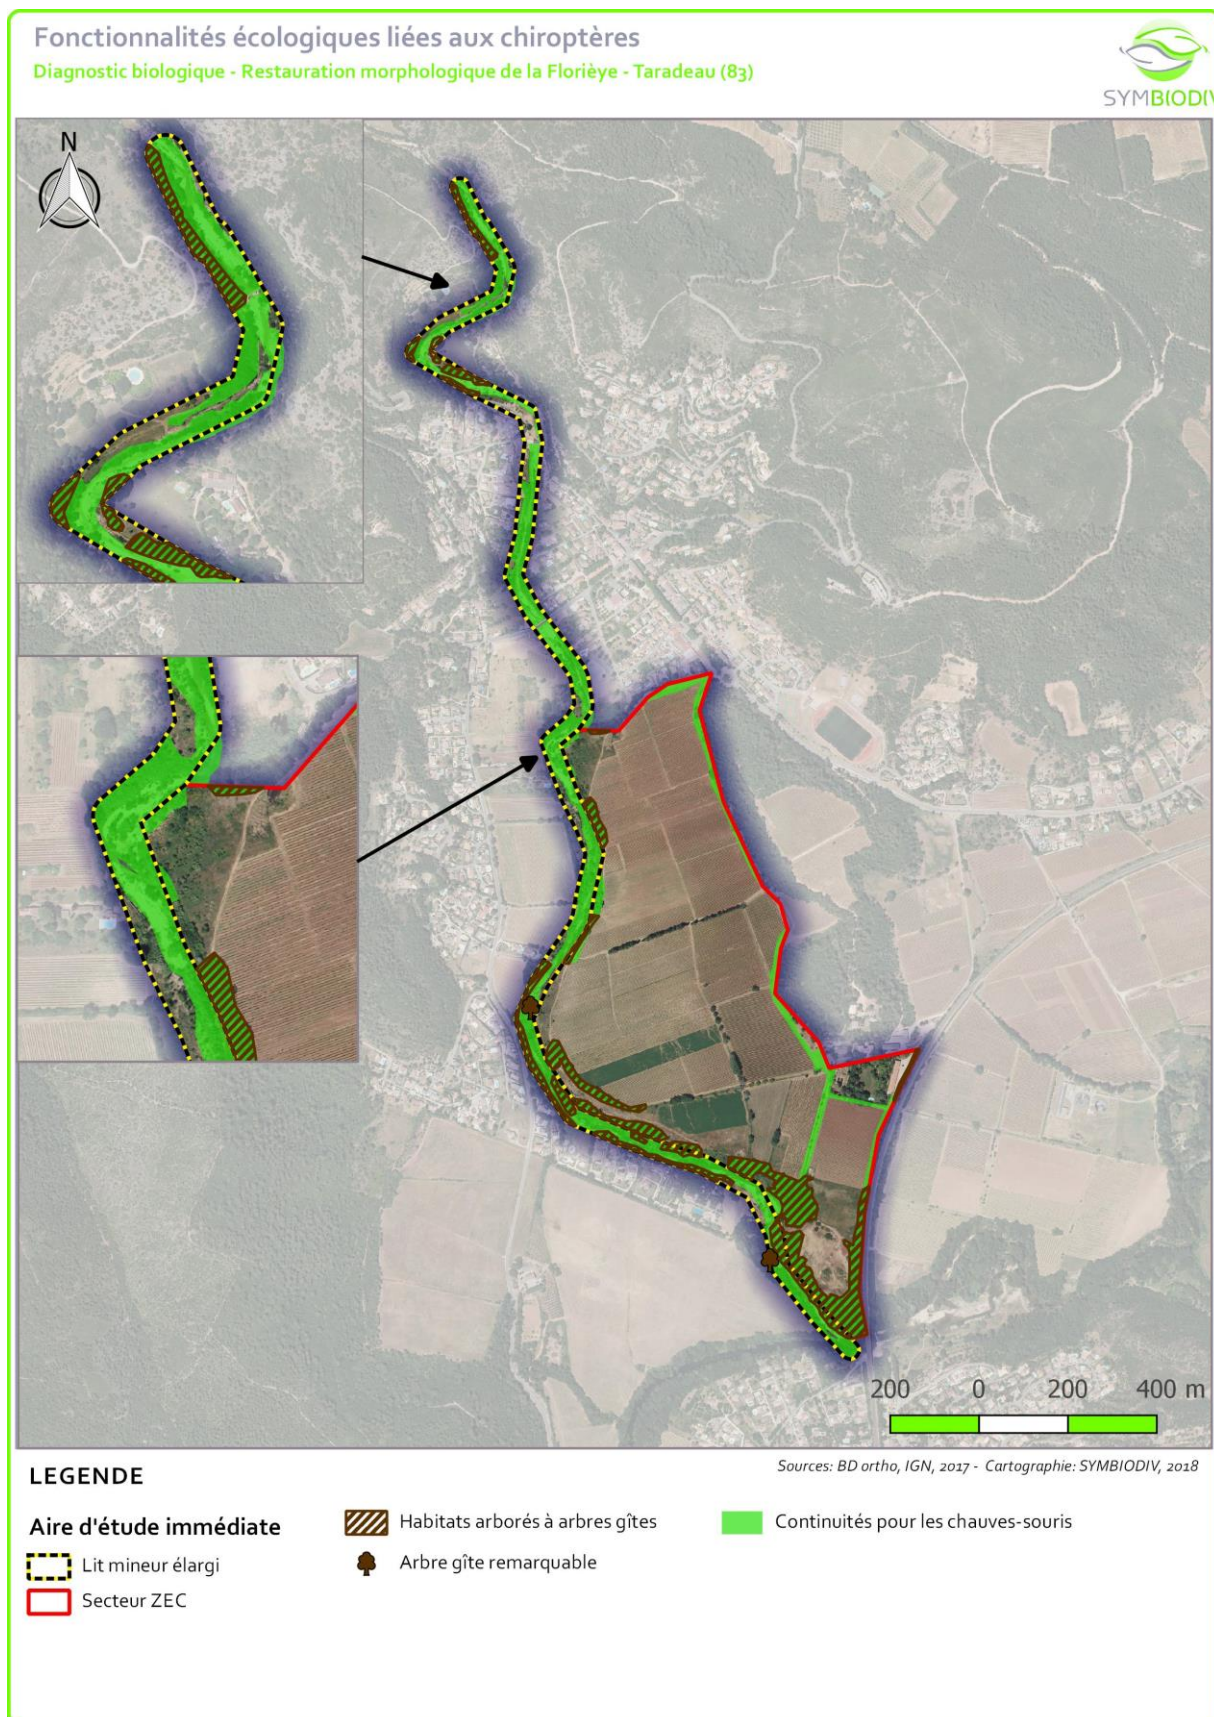 Fonctionnalités écologiques liées aux chiroptères
Diagnostic biologique - Restauration morphologique de la Florièye - Taradeau (83)
SYMBIODIV
N
200 0 200 400 m
LEGENDE
Sources: BD ortho, IGN, 2017 - Cartographie: SYMBIODIV, 2018
Aire d'étude immédiate
Lit mineur élargi
Secteur ZEC
Habitats arborés à arbres gîtes
Arbre gîte remarquable
Continuités pour les chauves-souris